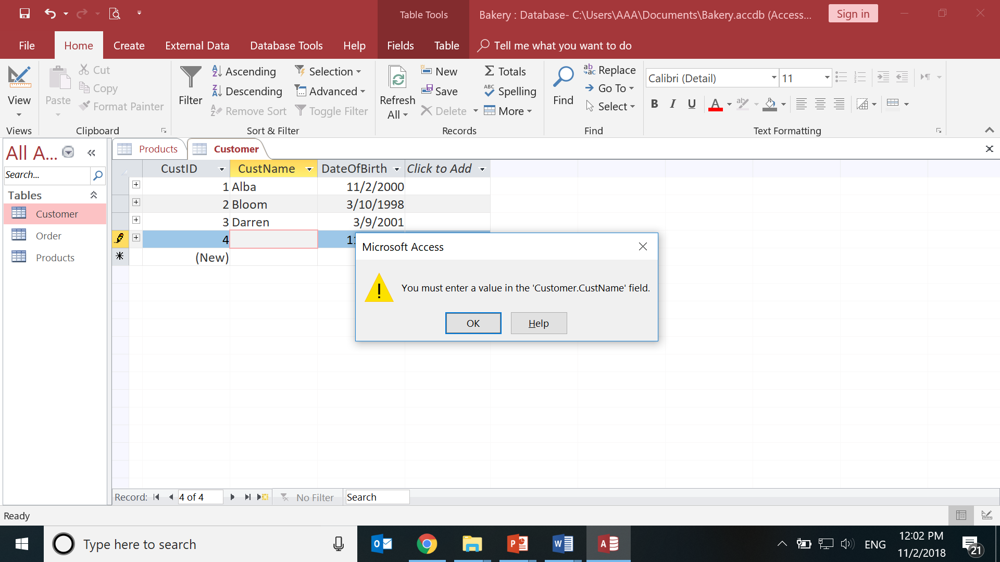 Table Tools
Bakery : Database- C:\Users\AAA\Documents\Bakery.accdb (Access...
Sign in
File
Home
Create
External Data
Database Tools
Help
Fields
Table
Tell me what you want to do
View
Views
Paste
Cut
Copy
Format Painter
Clipboard
Filter
Ascending
Descending
Remove Sort
Selection
Advanced
Toggle Filter
Sort & Filter
Refresh
All
New
Save
Delete
Totals
Spelling
More
Records
Find
Replace
Go To
Select
Find
Calibri (Detail)
11
B I U A
Text Formatting
All A...
Search...
Tables
Customer
Order
Products
Products
Customer
CustID CustName DateOfBirth Click to Add
1 Alba 11/2/2000
2 Bloom 3/10/1998
3 Darren 3/9/2001
4
(New)
Microsoft Access
You must enter a value in the 'Customer.CustName' field.
OK
Help
Record:
4 of 4
No Filter
Search
Ready
Type here to search
ENG
12:02 PM
11/2/2018
21